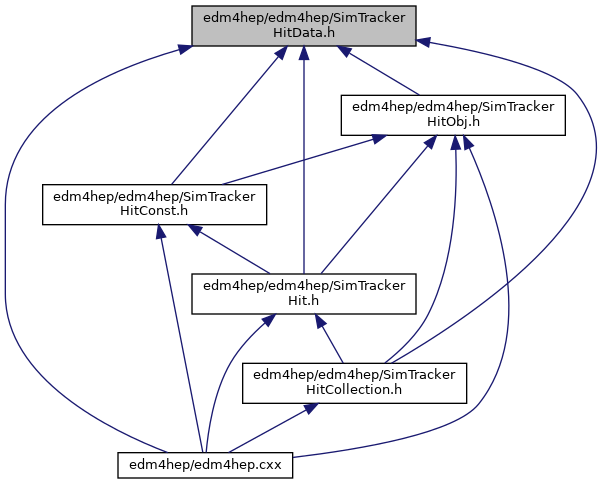 edm4hep/edm4hep/SimTracker
HitData.h
edm4hep/edm4hep/SimTracker
HitObj.h
edm4hep/edm4hep/SimTracker
HitConst.h
edm4hep/edm4hep/SimTracker
Hit.h
edm4hep/edm4hep/SimTracker
HitCollection.h
edm4hep/edm4hep.cxx